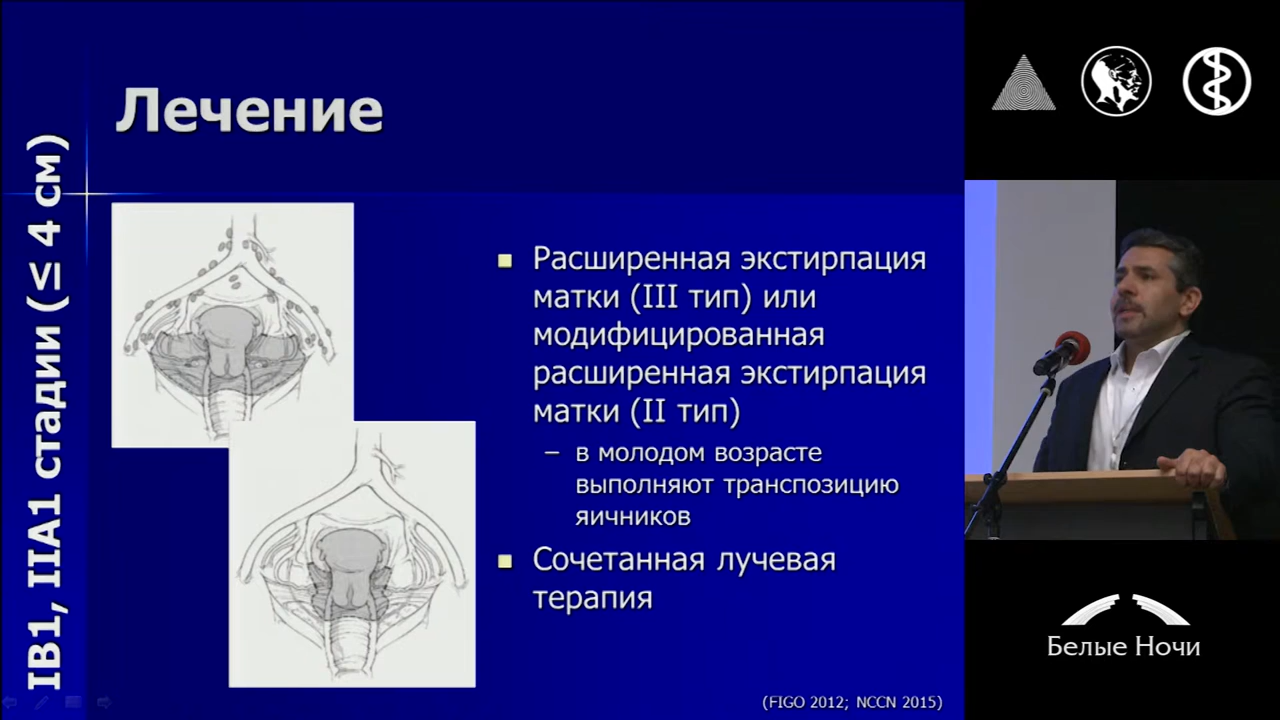 Лечение
IB1, IIA1 стадии (≤ 4 см)
Расширенная экстирпация
матки (III тип) или
модифицированная
расширенная экстирпация
матки (II тип)
– в молодом возрасте
выполняют транспозицию
яичников
Сочетанная лучевая
терапия
(FIGO 2012; NCCN 2015)
Белые Ночи